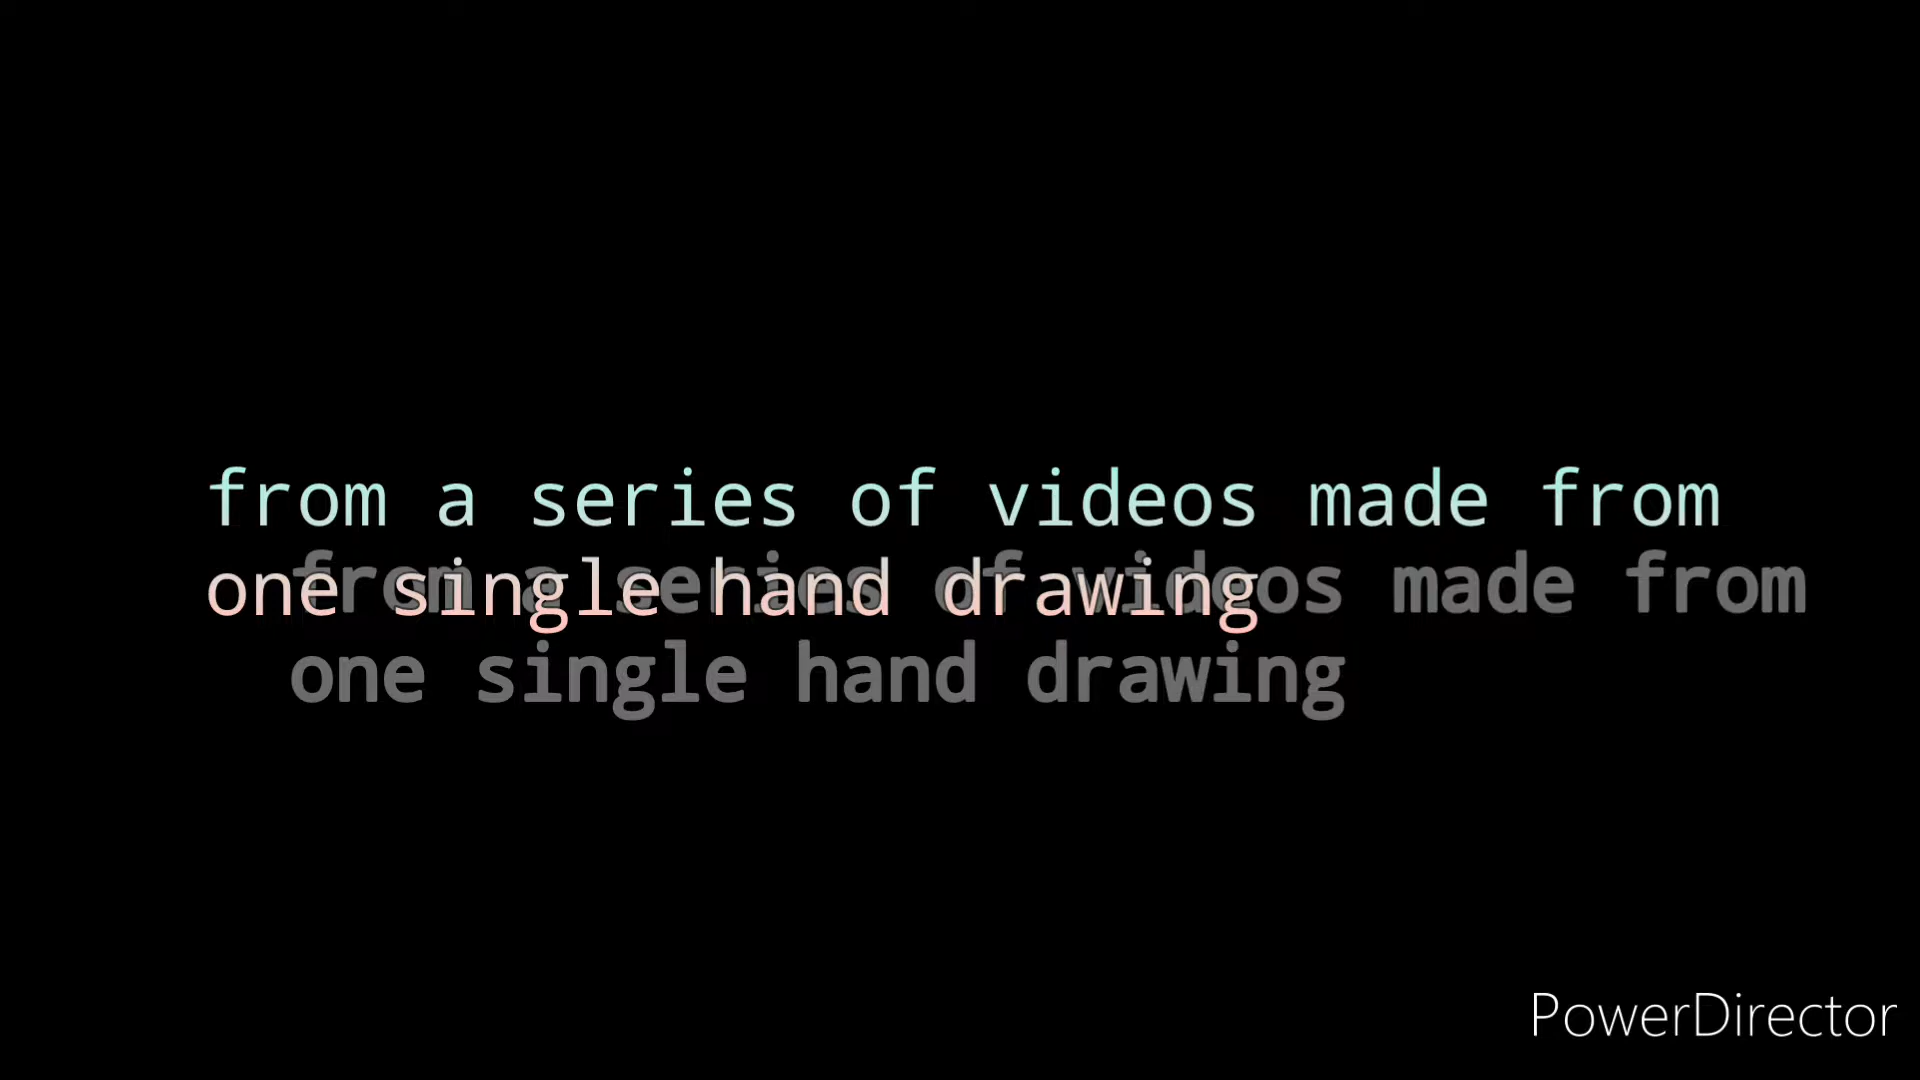 from a series of videos made from
one single hand drawing
from a series of videos made from
one single hand drawing
PowerDirector